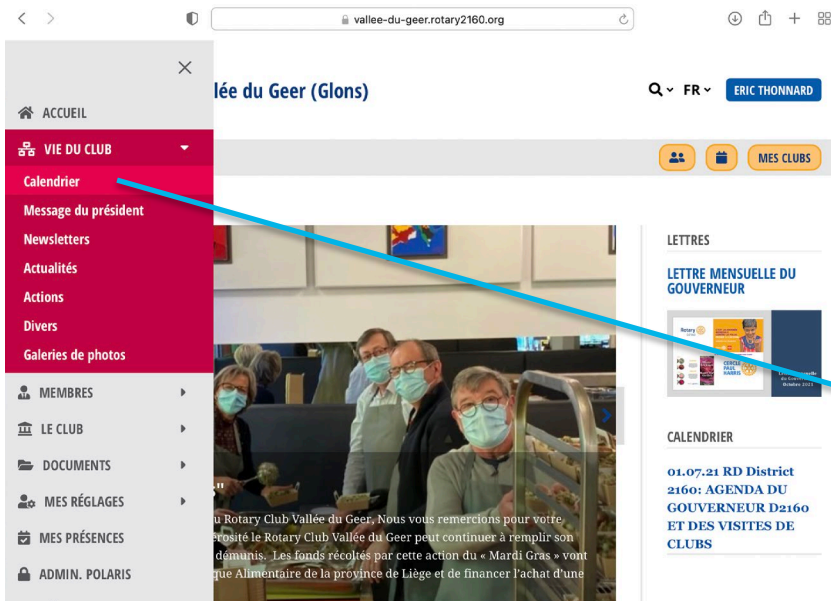 vallee-du-geer.rotary2160.org
lée du Geer (Glons)
FR
ERIC THONNARD
MES CLUBS
ACCUEIL
VIE DU CLUB
Calendrier
Message du président
Newsletters
Actualités
Actions
Divers
Galeries de photos
MEMBRES
LE CLUB
DOCUMENTS
MES RÉGLAGES
MES PRÉSENCES
ADMIN. POLARIS
s"
u Rotary Club Vallée du Geer, Nous vous remercions pour votre
érosité le Rotary Club Vallée du Geer peut continuer à remplir son
démunis. Les fonds récoltés par cette action du « Mardi Gras » vont
que Alimentaire de la province de Liège et de financer l'achat d'une
LETTRES
LETTRE MENSUELLE DU
GOUVERNEUR
Rotary
CERCLE
PAUL
HARRIS
Octobre 2021
CALENDRIER
01.07.21 RD District
2160: AGENDA DU
GOUVERNEUR D2160
ET DES VISITES DE
CLUBS